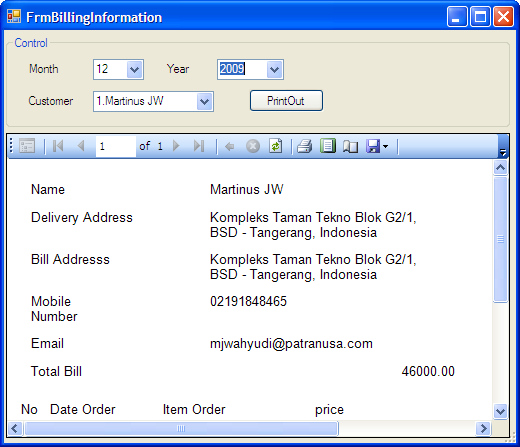 FrmBillingInformation
Control
Month 12 Year 2009
Customer 1.Martinus JW PrintOut
1 of 1
Name Martinus JW
Delivery Address Kompleks Taman Tekno Blok G2/1,
BSD - Tangerang, Indonesia
Bill Addresss Kompleks Taman Tekno Blok G2/1,
BSD - Tangerang, Indonesia
Mobile 02191848465
Number
Email mjwahyudi@patranusa.com
Total Bill 46000.00
No Date Order Item Order price